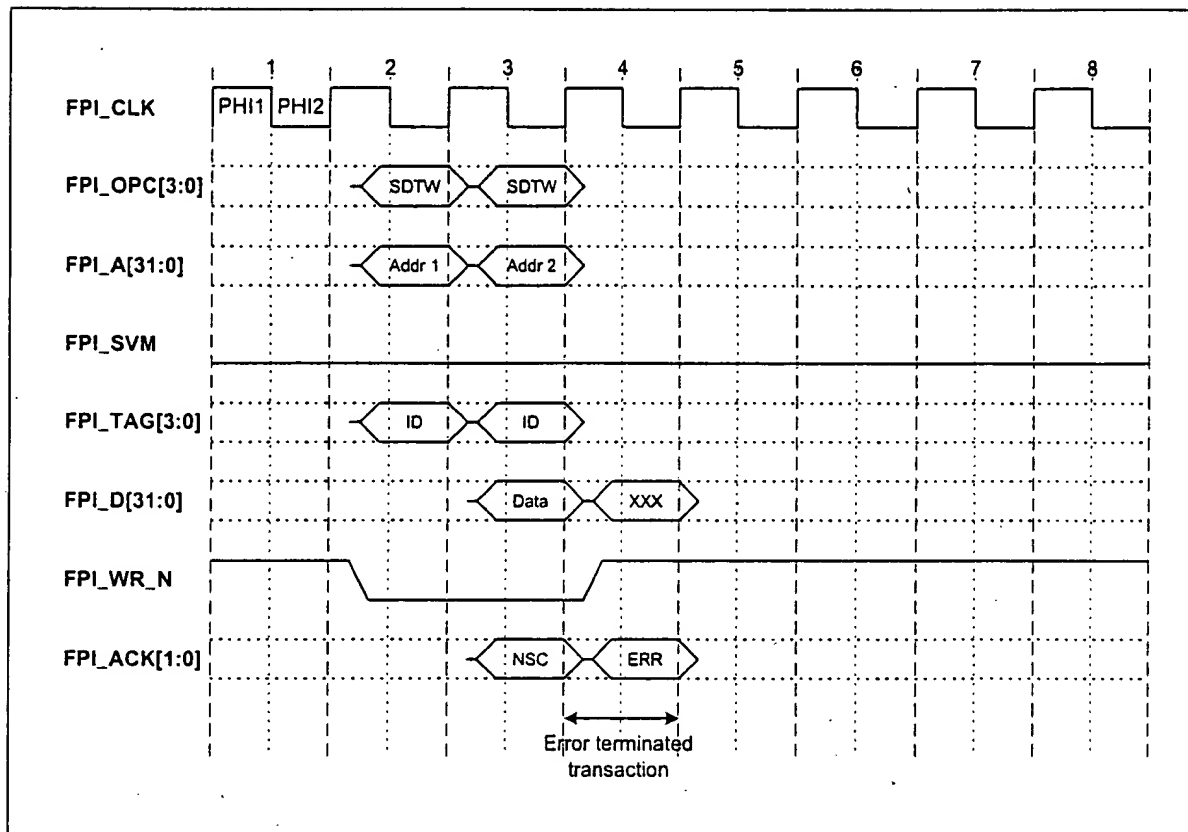 1 2 3 4 5 6 7 8
FPI_CLK PHI1 PHI2
FPI_OPC[3:0] SDTW SDTW
FPI_A[31:0] Addr 1 Addr 2
FPI_SVM
FPI_TAG[3:0] ID ID
FPI_D[31:0] Data XXX
FPI_WR_N
FPI_ACK[1:0] NSC ERR
Error terminated
transaction